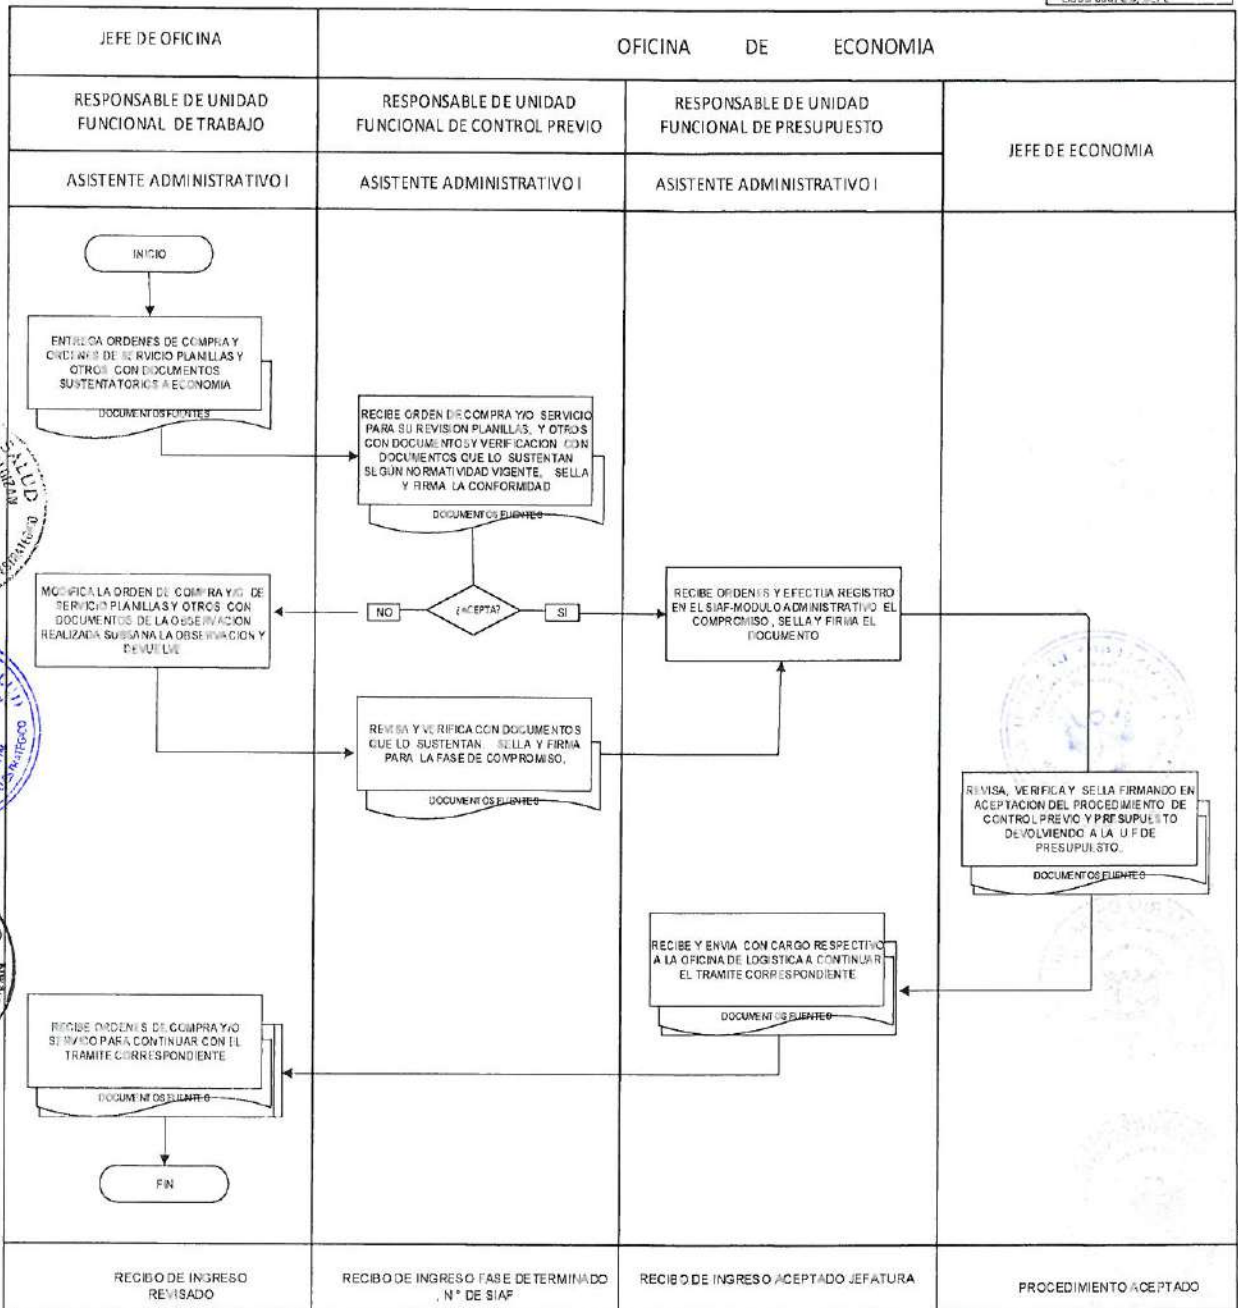 JEFE DE OFICINA
OFICINA DE ECONOMIA
RESPONSABLE DE UNIDAD
FUNCIONAL DE TRABAJO
RESPONSABLE DE UNIDAD
FUNCIONAL DE CONTROL PREVIO
RESPONSABLE DE UNIDAD
FUNCIONAL DE PRESUPUESTO
JEFE DE ECONOMIA
ASISTENTE ADMINISTRATIVO I
ASISTENTE ADMINISTRATIVO I
ASISTENTE ADMINISTRATIVO I
INICIO
ENTREGA ORDENES DE COMPRA Y
ORDENES DE SERVICIO PLANILLAS Y
OTROS CON DOCUMENTOS
SUSTENTATORIOS A ECONOMIA
DOCUMENTOS FUENTES
RECIBE ORDEN DE COMPRA Y/O SERVICIO
PARA SU REVISION PLANILLAS, Y OTROS
CON DOCUMENTOS Y VERIFICACION CON
DOCUMENTOS QUE LO SUSTENTAN
SEGÚN NORMATIVIDAD VIGENTE, SELLA
Y FIRMA LA CONFORMIDAD
DOCUMENTOS FUENTES
SALUD
ESTRATEGICO
MODIFICA LA ORDEN DE COMPRA Y/O DE
SERVICIO PLANILLAS Y OTROS CON
DOCUMENTOS DE LA OBSERVACION
REALIZADA SUBSANA LA OBSERVACION Y
DEVUELVE
NO
¿ACEPTA?
SI
RECIBE ORDENES Y EFECTUA REGISTRO
EN EL SIAF-MODULO ADMINISTRATIVO EL
COMPROMISO, SELLA Y FIRMA EL
DOCUMENTO
REVISA Y VERIFICA CON DOCUMENTOS
QUE LO SUSTENTAN. SELLA Y FIRMA
PARA LA FASE DE COMPROMISO.
DOCUMENTOS FUENTES
REVISA, VERIFICA Y SELLA FIRMANDO EN
ACEPTACION DEL PROCEDIMIENTO DE
CONTROL PREVIO Y PRESUPUESTO
DEVOLVIENDO A LA U.F DE
PRESUPUESTO.
DOCUMENTOS FUENTES
RECIBE Y ENVIA CON CARGO RESPECTIVO
A LA OFICINA DE LOGISTICA A CONTINUAR
EL TRAMITE CORRESPONDIENTE
DOCUMENTOS FUENTES
RECIBE ORDENES DE COMPRA Y/O
SERVICIO PARA CONTINUAR CON EL
TRAMITE CORRESPONDIENTE
DOCUMENTOS FUENTES
FIN
RECIBO DE INGRESO
REVISADO
RECIBO DE INGRESO FASE DETERMINADO
, N° DE SIAF
RECIBO DE INGRESO ACEPTADO JEFATURA
PROCEDIMIENTO ACEPTADO